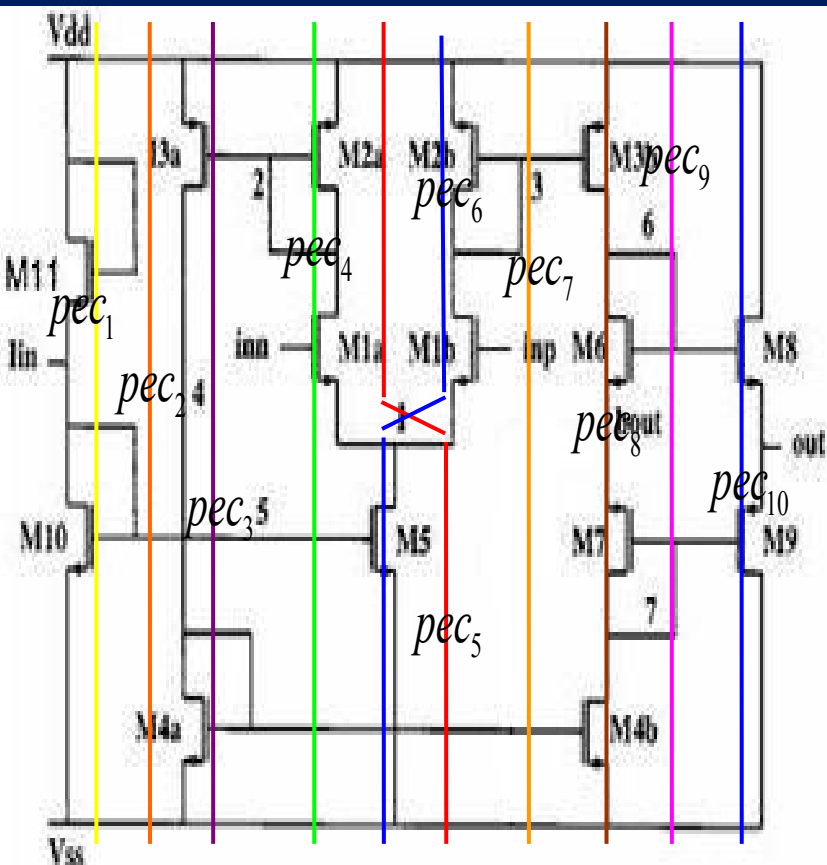 Vdd
I3a 2 M2a M2b 3 M3b pec9
pec4 pec6 pec7 6
M11 pec1
Iin inn M1a M1b inp M6 M8
pec2 4 1 pec8 bout out
M10 pec3 5 M5 M7 pec10 M9
pec5 7
M4a M4b
Vss